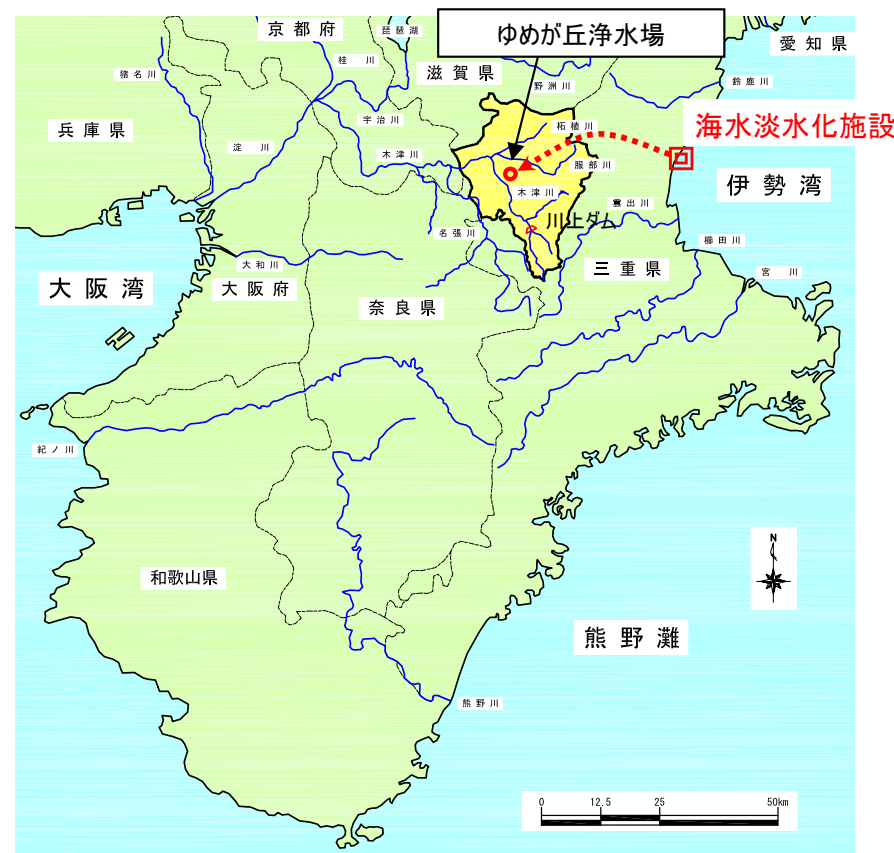 京都府
琵琶湖
ゆめが丘浄水場
愛知県
猪名川
桂川
滋賀県
野洲川
鈴鹿川
兵庫県
宇治川
柘植川
海水淡水化施設
淀川
木津川
服部川
伊勢湾
木津川
雲出川
川上ダム
名張川
櫛田川
大和川
三重県
宮川
大阪湾
大阪府
奈良県
紀ノ川
N
和歌山県
熊野灘
熊野川
0 12.5 25 50km